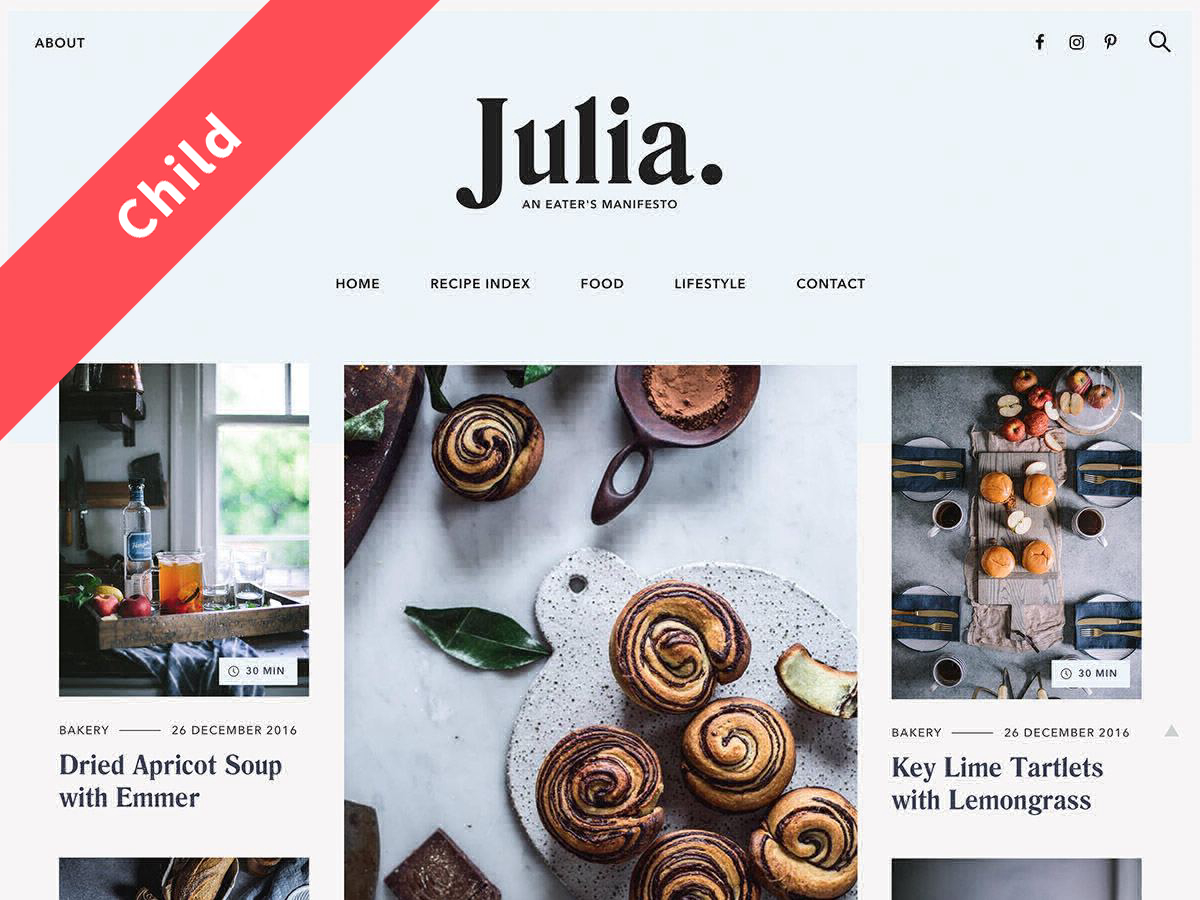 ABOUT
Child
Julia.
AN EATER'S MANIFESTO
HOME RECIPE INDEX FOOD LIFESTYLE CONTACT
30 MIN
30 MIN
BAKERY 26 DECEMBER 2016
Dried Apricot Soup
with Emmer
BAKERY 26 DECEMBER 2016
Key Lime Tartlets
with Lemongrass